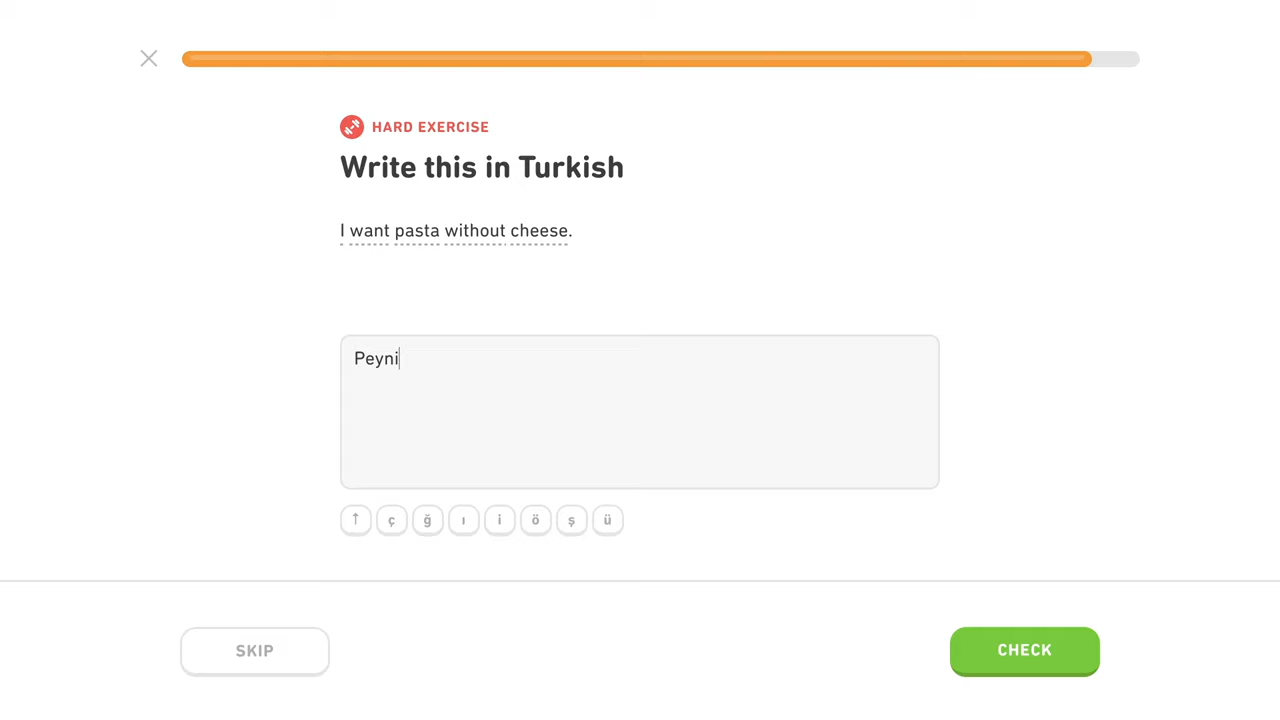 HARD EXERCISE
Write this in Turkish
I want pasta without cheese.
Peyni
↑ ç ğ ı i ö ş ü
SKIP
CHECK